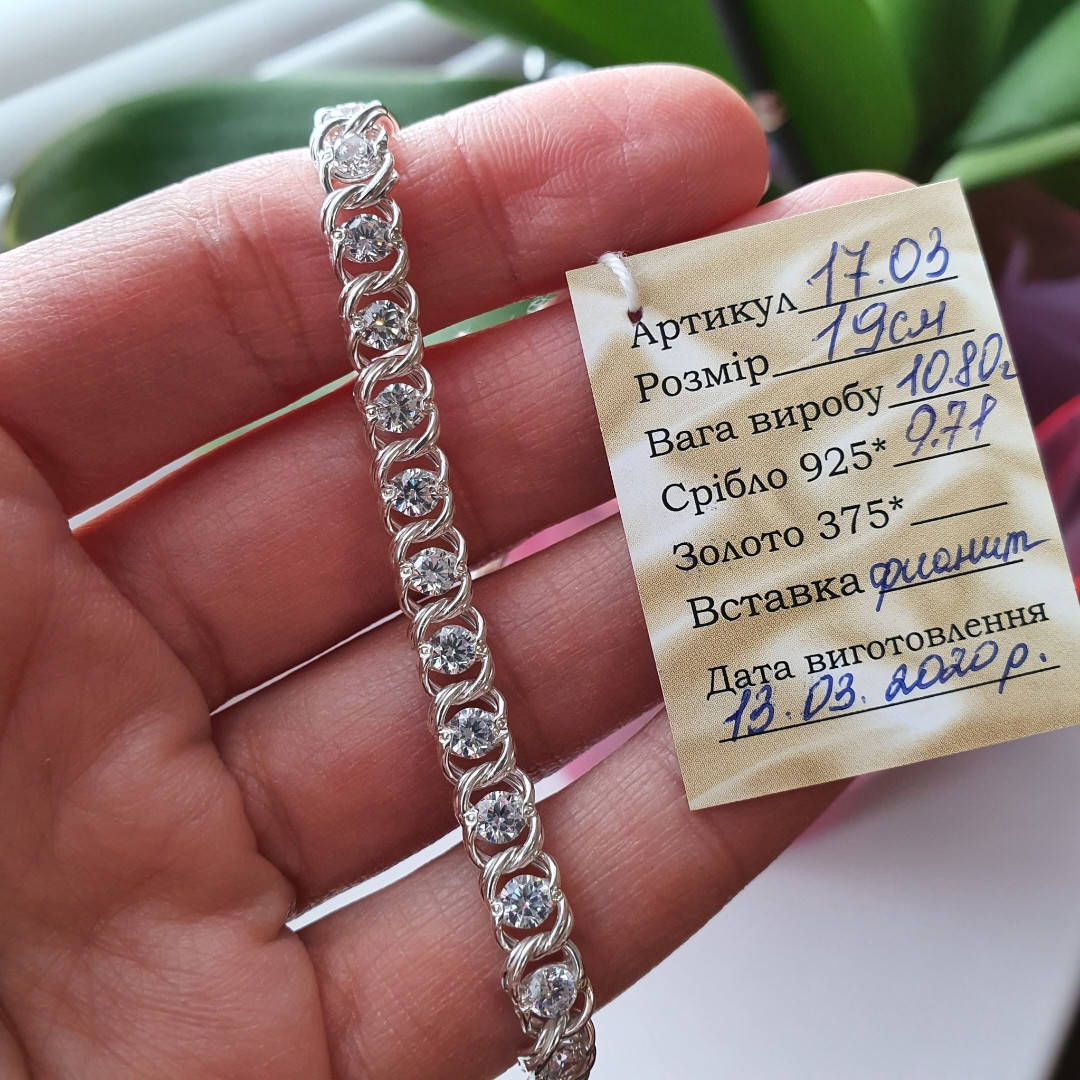 Артикул 17.03
Розмір 19см
Вага виробу 10.80г
Срібло 925* 9.71
Золото 375*
Вставка фианит
Дата виготовлення
13.03.2020р.